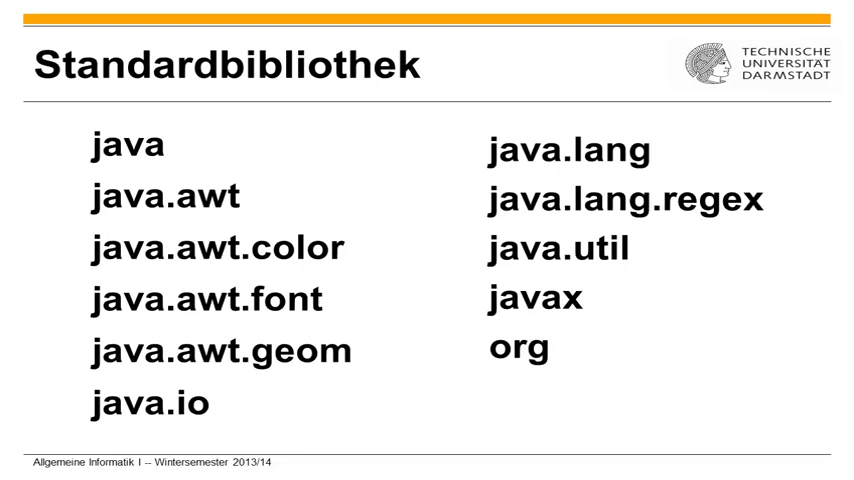 Standardbibliothek
TECHNISCHE
UNIVERSITÄT
DARMSTADT
java
java.awt
java.awt.color
java.awt.font
java.awt.geom
java.io
java.lang
java.lang.regex
java.util
javax
org
Allgemeine Informatik I -- Wintersemester 2013/14